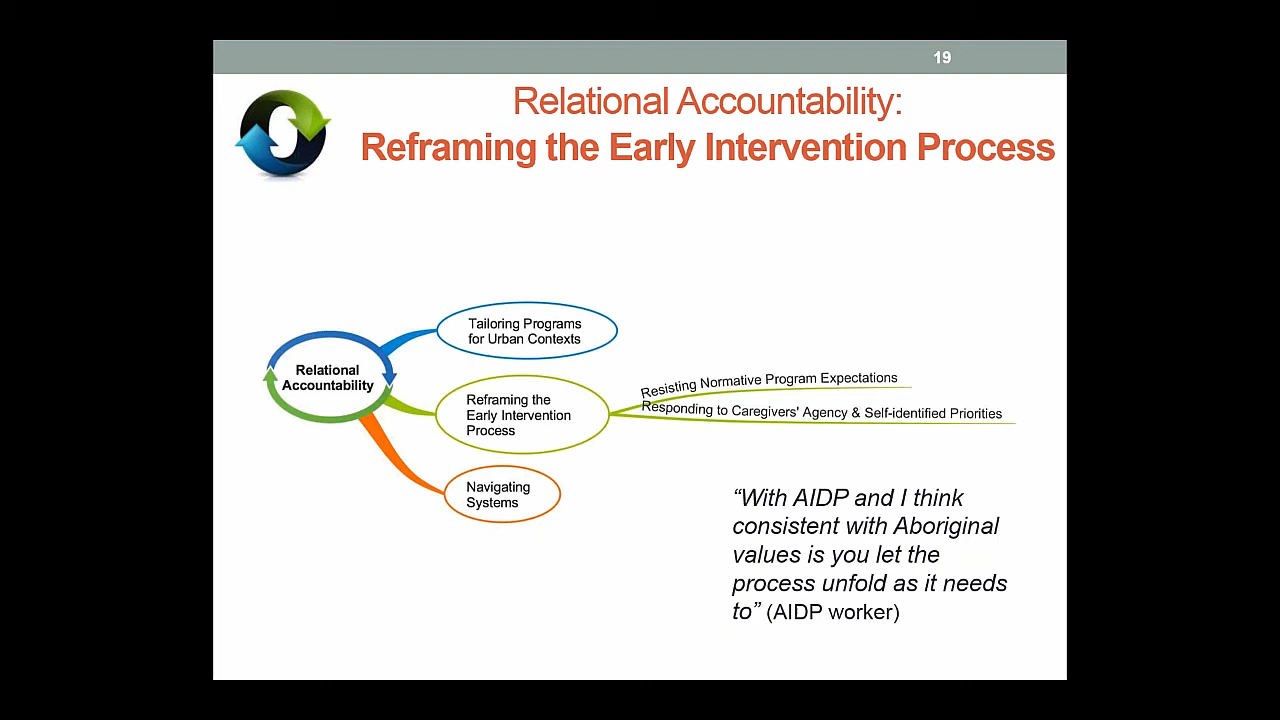 19
Relational Accountability:
Reframing the Early Intervention Process
Tailoring Programs
for Urban Contexts
Relational
Accountability
Resisting Normative Program Expectations
Reframing the
Early Intervention
Process
Responding to Caregivers' Agency & Self-identified Priorities
Navigating
Systems
“With AIDP and I think
consistent with Aboriginal
values is you let the
process unfold as it needs
to” (AIDP worker)